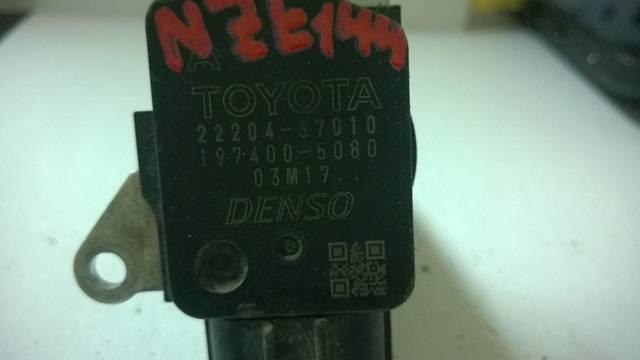 NZE144
A
TOYOTA
22204-37010
197400-5080
03M17..
DENSO